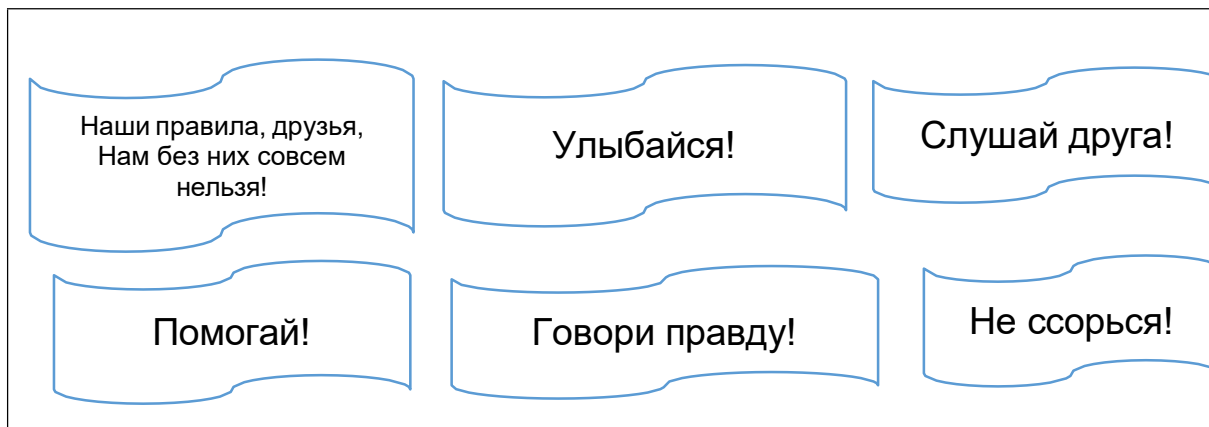 Наши правила, друзья,
Нам без них совсем
нельзя!
Улыбайся!
Слушай друга!
Помогай!
Говори правду!
Не ссорься!